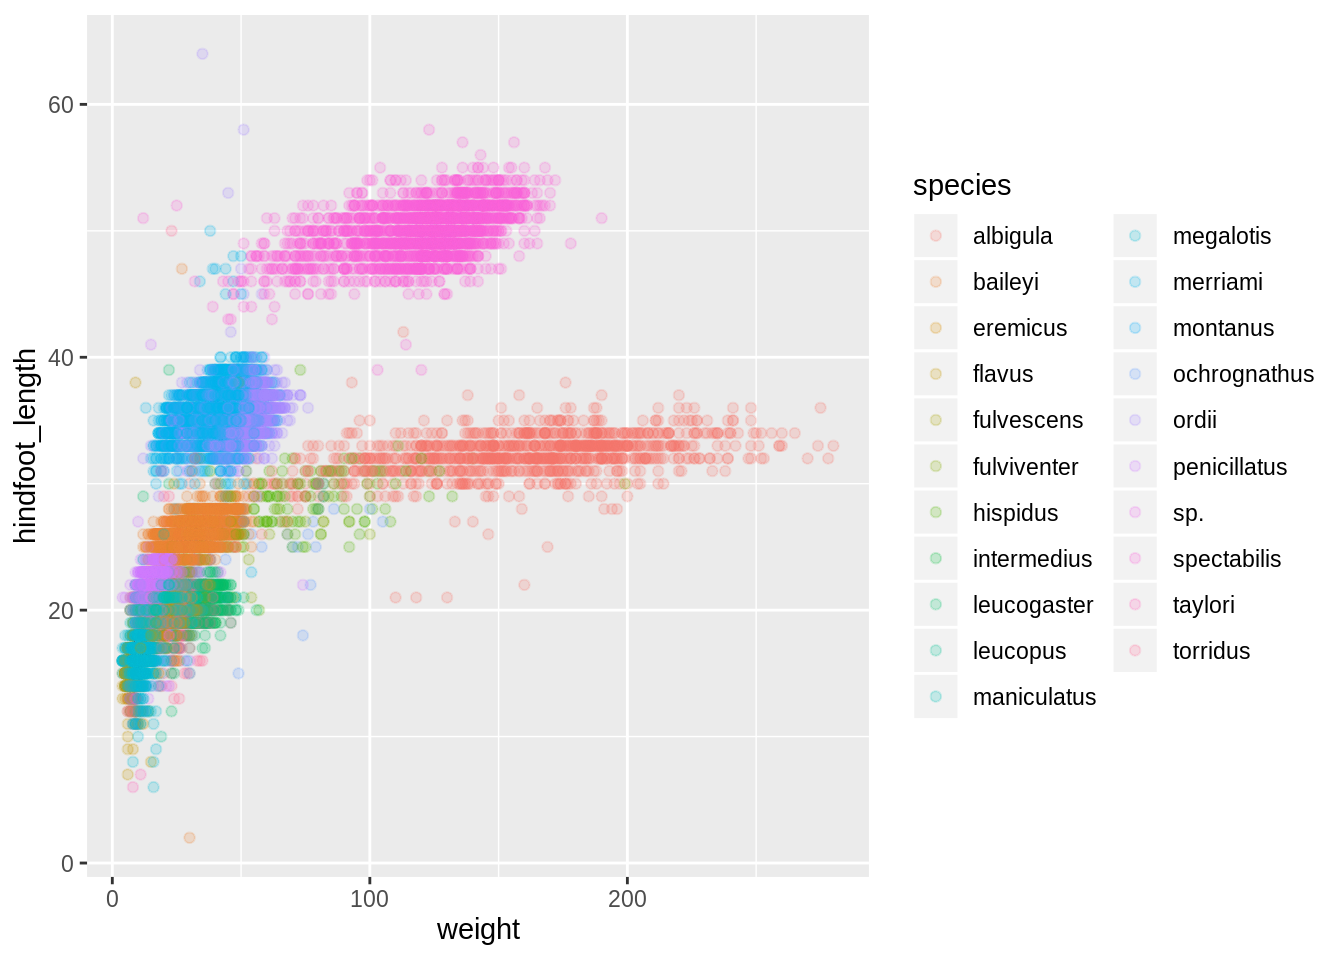 60
40
20
0
hindfoot_length
0 100 200
weight
species
albigula
baileyi
eremicus
flavus
fulvescens
fulviventer
hispidus
intermedius
leucogaster
leucopus
maniculatus
megalotis
merriami
montanus
ochrognathus
ordii
penicillatus
sp.
spectabilis
taylori
torridus